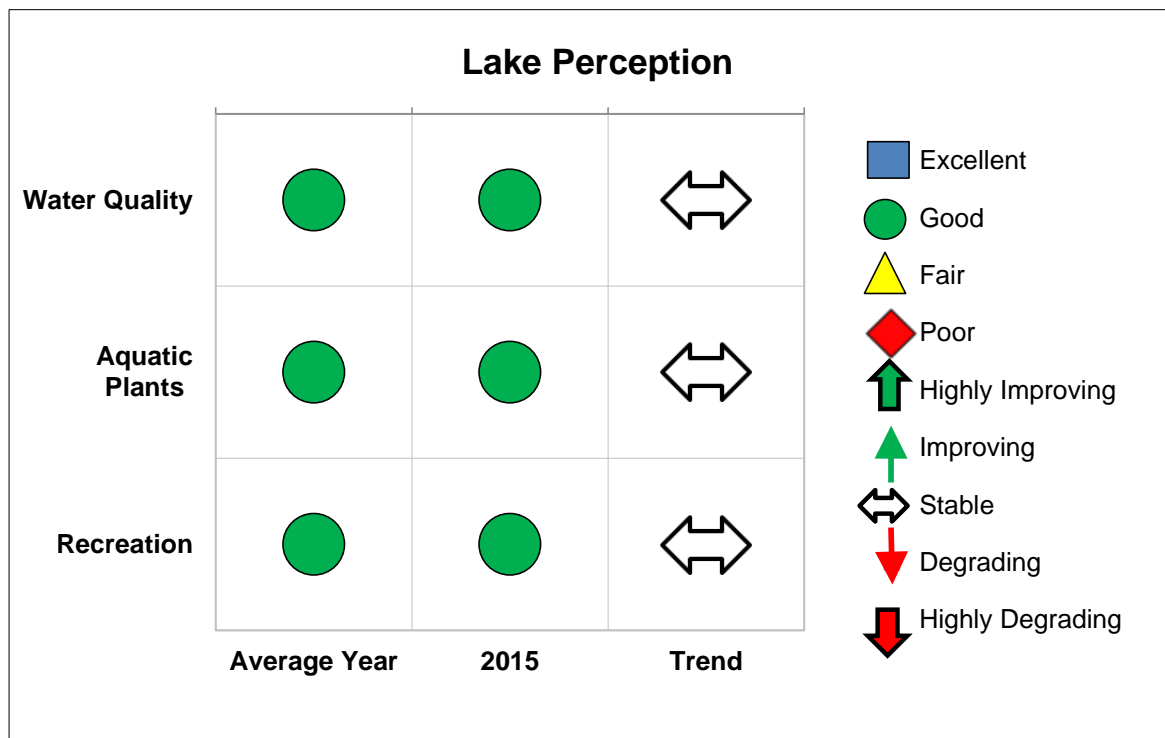 Lake Perception
Water Quality
Aquatic
Plants
Recreation
Average Year
2015
Trend
Excellent
Good
Fair
Poor
Highly Improving
Improving
Stable
Degrading
Highly Degrading